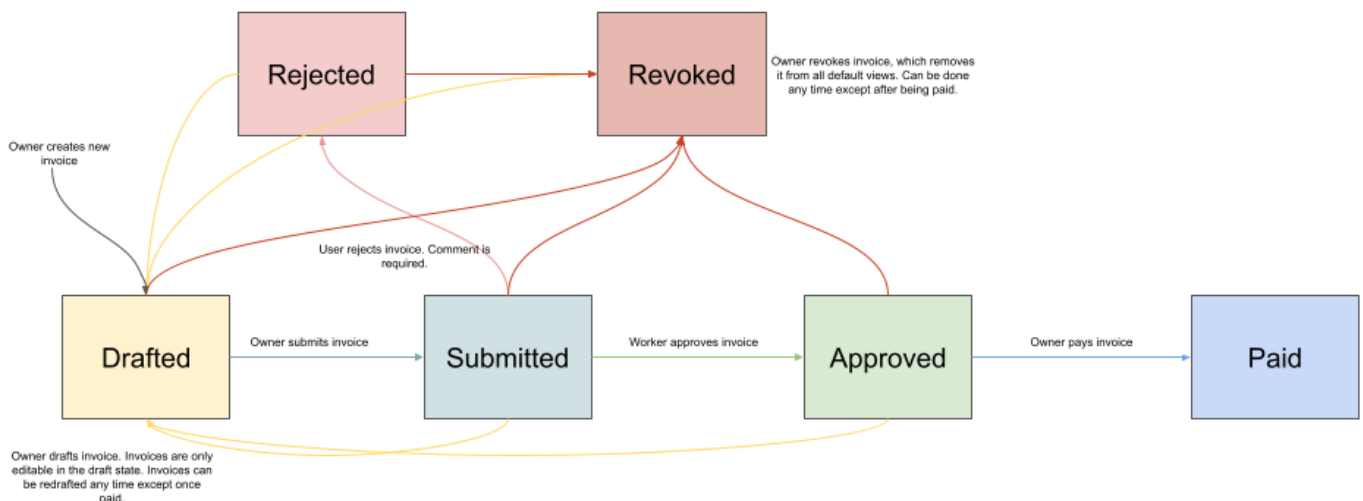 Rejected
Revoked
Owner revokes invoice, which removes
it from all default views. Can be done
any time except after being paid.
Owner creates new
invoice
User rejects invoice. Comment is
required.
Drafted
Owner submits invoice
Submitted
Worker approves invoice
Approved
Owner pays invoice
Paid
Owner drafts invoice. Invoices are only
editable in the draft state. Invoices can
be redrafted any time except once
paid.